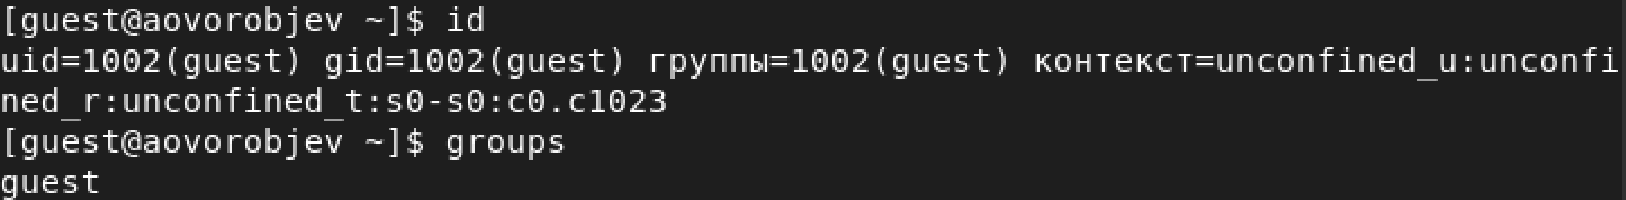 [guest@aovorobjev ~]$ id
uid=1002(guest) gid=1002(guest) группы=1002(guest) контекст=unconfined_u:unconfi
ned_r:unconfined_t:s0-s0:c0.c1023
[guest@aovorobjev ~]$ groups
guest